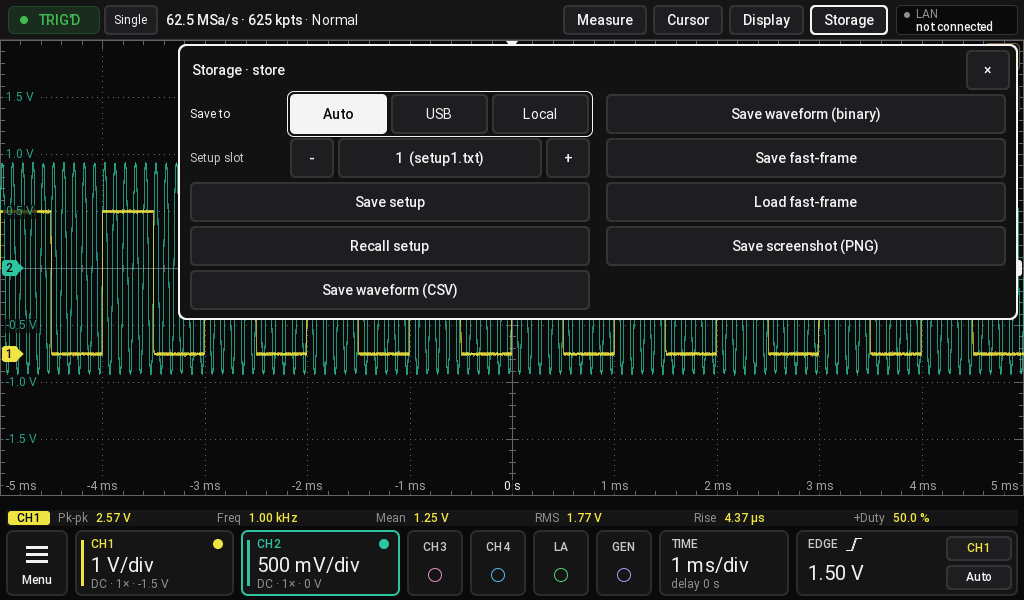 TRIG'D Single 62.5 MSa/s · 625 kpts · Normal Measure Cursor Display Storage LAN
not connected
Storage · store ×
Save to Auto USB Local Save waveform (binary)
Setup slot - 1 (setup1.txt) + Save fast-frame
Save setup Load fast-frame
Recall setup Save screenshot (PNG)
Save waveform (CSV)
1.5 V
1.0 V
0.5 V
2
-0.5 V
1
-1.0 V
-1.5 V
-5 ms -4 ms -3 ms -2 ms -1 ms 0 s 1 ms 2 ms 3 ms 4 ms 5 ms
CH1 Pk-pk 2.57 V Freq 1.00 kHz Mean 1.25 V RMS 1.77 V Rise 4.37 µs +Duty 50.0 %
Menu
CH1
1 V/div
DC · 1× · -1.5 V
CH2
500 mV/div
DC · 1× · 0 V
CH3
CH4
LA
GEN
TIME
1 ms/div
delay 0 s
EDGE
1.50 V
CH1
Auto